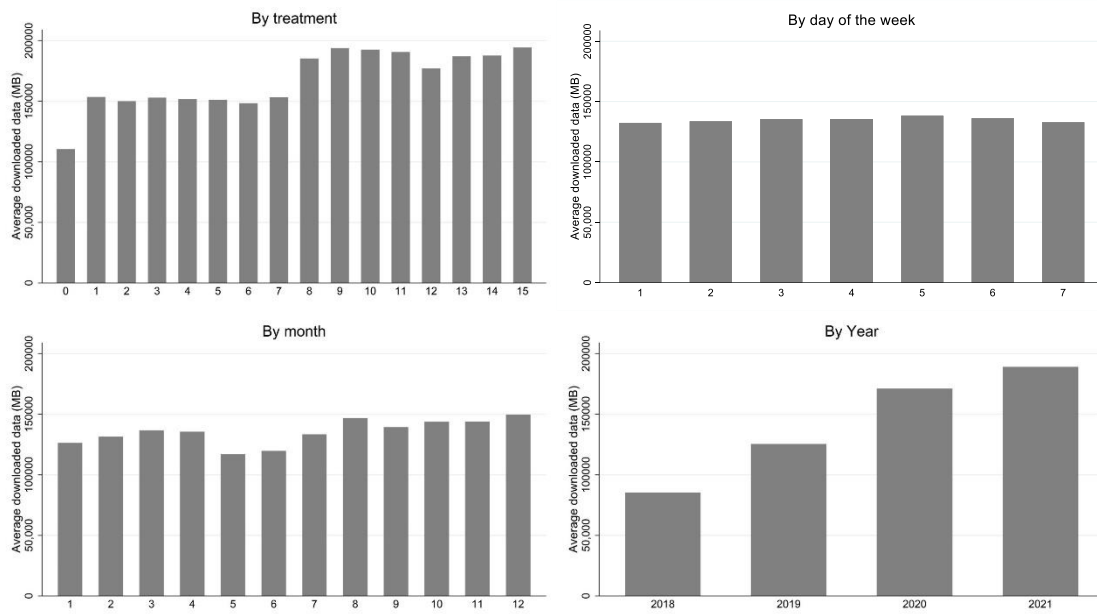 By treatment
Average downloaded data (MB)
200000
150000
100000
50,000
0
0 1 2 3 4 5 6 7 8 9 10 11 12 13 14 15
By day of the week
Average downloaded data (MB)
200000
150000
100000
50,000
0
1 2 3 4 5 6 7
By month
Average downloaded data (MB)
200000
150000
100000
50,000
0
1 2 3 4 5 6 7 8 9 10 11 12
By Year
Average downloaded data (MB)
200000
150000
100000
50,000
0
2018 2019 2020 2021